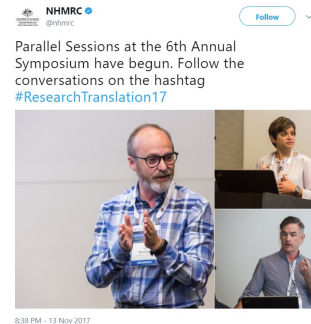 NHMRC
@nhmrc
Follow
Parallel Sessions at the 6th Annual
Symposium have begun. Follow the
conversations on the hashtag
#ResearchTranslation17
8:38 PM - 13 Nov 2017